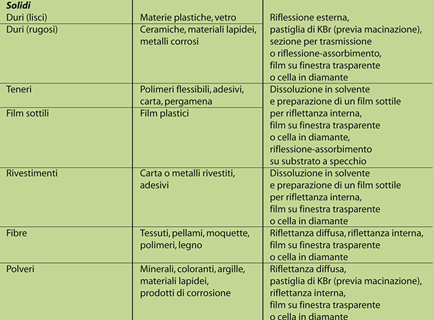 Solidi
Duri (lisci) Materie plastiche, vetro Riflessione esterna,
Duri (rugosi) Ceramiche, materiali lapidei, pastiglia di KBr (previa macinazione),
metalli corrosi sezione per trasmissione
o riflessione-assorbimento,
film su finestra trasparente
o cella in diamante
Teneri Polimeri flessibili, adesivi, Dissoluzione in solvente
carta, pergamena e preparazione di un film sottile
Film sottili Film plastici per riflettanza interna,
film su finestra trasparente
o cella in diamante,
riflessione-assorbimento
su substrato a specchio
Rivestimenti Carta o metalli rivestiti, Dissoluzione in solvente
adesivi e preparazione di un film sottile
per riflettanza interna,
film su finestra trasparente
o cella in diamante
Fibre Tessuti, pellami, moquette, Riflettanza diffusa, riflettanza interna,
polimeri, legno film su finestra trasparente
o cella in diamante
Polveri Minerali, coloranti, argille, Riflettanza diffusa,
materiali lapidei, pastiglia di KBr (previa macinazione),
prodotti di corrosione riflettanza interna,
film su finestra trasparente
o cella in diamante